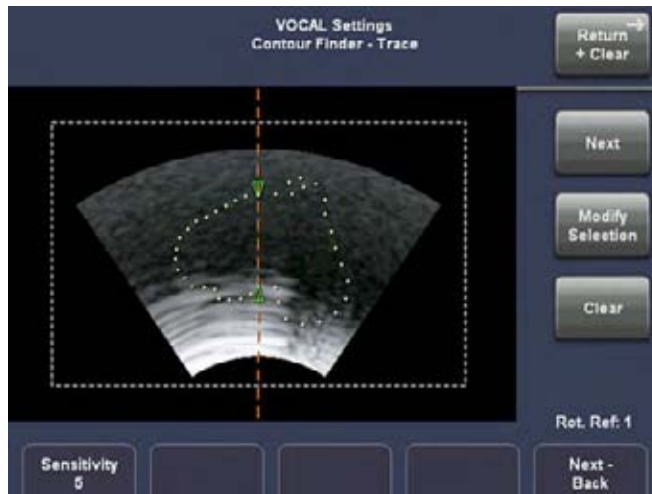 VOCAL Settings
Contour Finder - Trace
Return
+ Clear
Next
Modify
Selection
Clear
Rot. Ref: 1
Sensitivity
5
Next -
Back